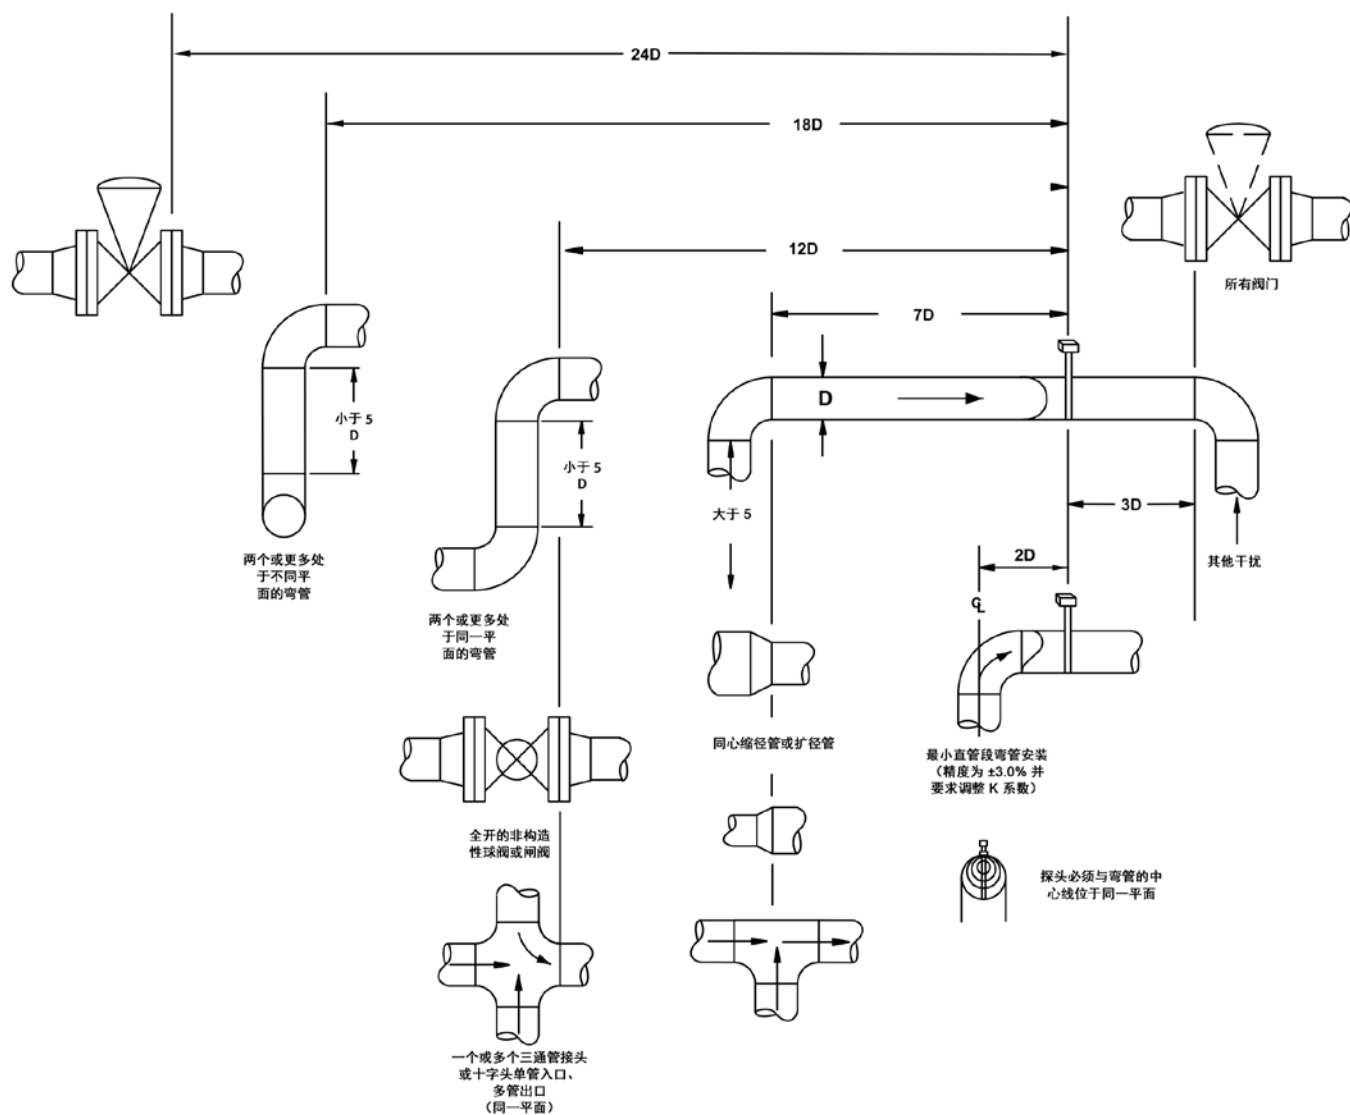 24D
18D
12D
所有阀门
7D
D
小于 5
D
小于 5
D
大于 5
3D
两个或更多处
于不同平
面的弯管
2D
其他干扰
℄
两个或更多处
于同一平
面的弯管
同心缩径管或扩径管
最小直管段弯管安装
（精度为 ±3.0% 并
要求调整 K 系数）
全开的非构造
性球阀或闸阀
探头必须与弯管的中
心线位于同一平面
一个或多个三通管接头
或十字头单管入口、
多管出口
（同一平面）